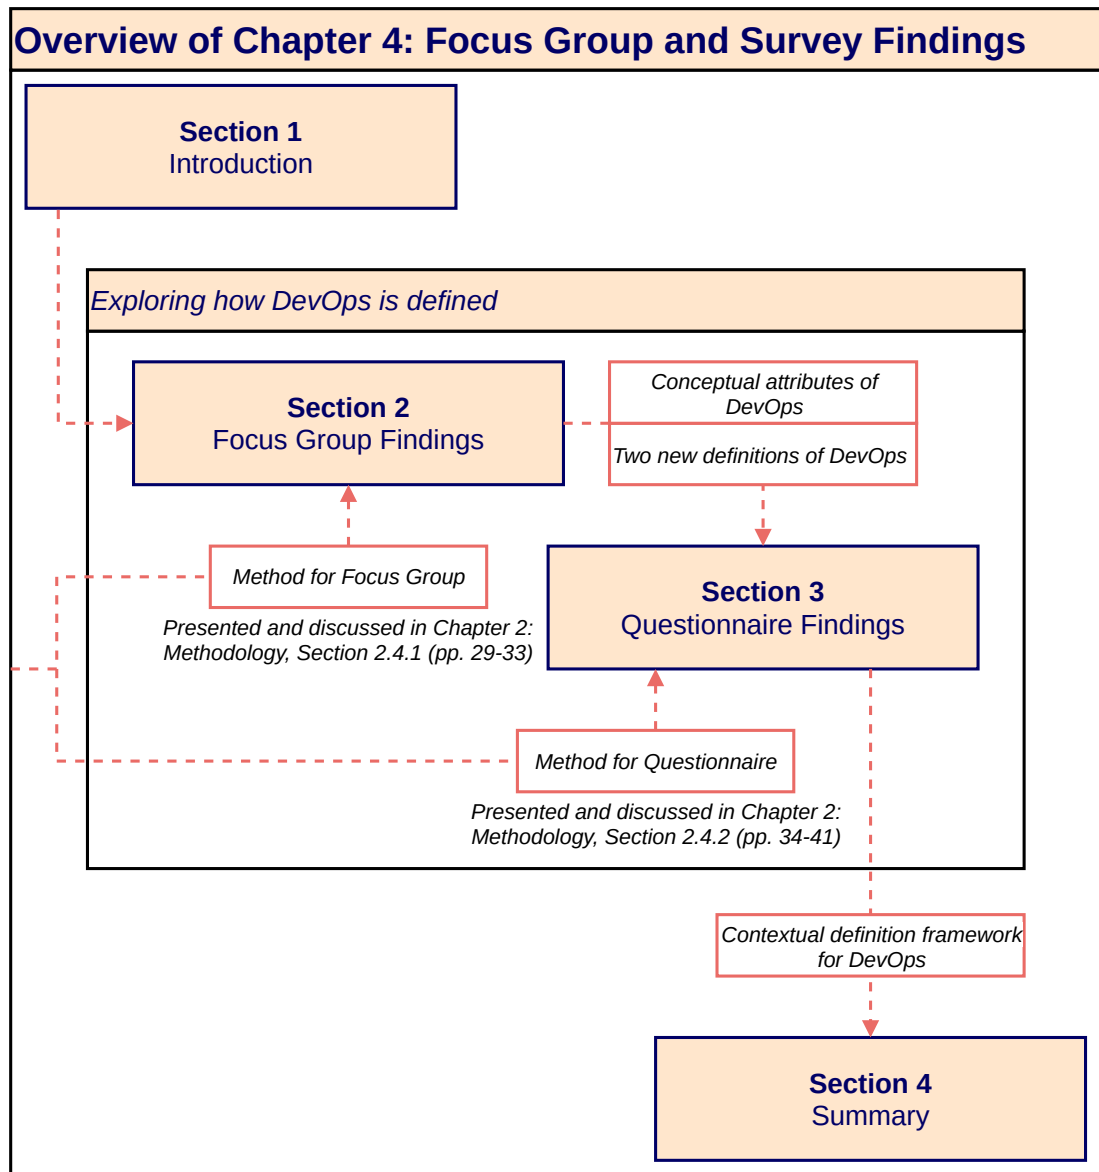 Overview of Chapter 4: Focus Group and Survey Findings
Section 1
Introduction
Exploring how DevOps is defined
Section 2
Focus Group Findings
Conceptual attributes of
DevOps
Two new definitions of DevOps
Method for Focus Group
Presented and discussed in Chapter 2:
Methodology, Section 2.4.1 (pp. 29-33)
Section 3
Questionnaire Findings
Method for Questionnaire
Presented and discussed in Chapter 2:
Methodology, Section 2.4.2 (pp. 34-41)
Contextual definition framework
for DevOps
Section 4
Summary